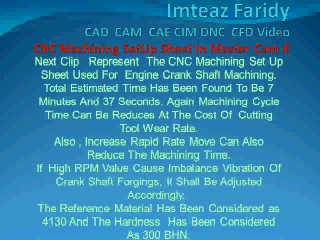 Imteaz Faridy
CAD CAM CAE CIM DNC CFD Video
CNC Machining SetUp Sheet In Master Cam X
Next Clip Represent The CNC Machining Set Up
Sheet Used For Engine Crank Shaft Machining.
Total Estimated Time Has Been Found To Be 7
Minutes And 37 Seconds, Again Machining Cycle
Time Can Be Reduces At The Cost Of Cutting
Tool Wear Rate.
Also , Increase Rapid Rate Move Can Also
Reduce The Machining Time.
If High RPM Value Cause Imbalance Vibration Of
Crank Shaft Forgings, It Shall Be Adjusted
Accordingly.
The Reference Material Has Been Considered as
4130 And The Hardness Has Been Considered
As 300 BHN.